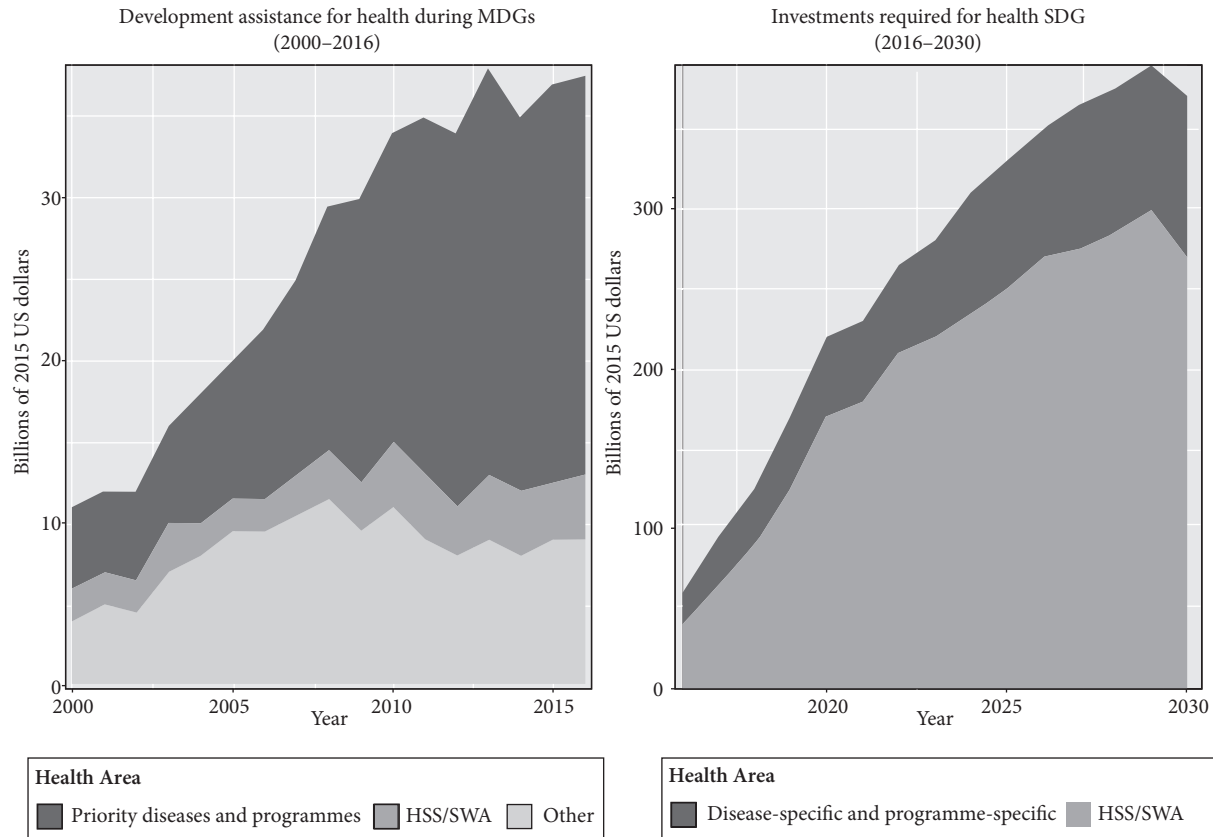 Development assistance for health during MDGs
(2000–2016)
Billions of 2015 US dollars
30
20
10
0
2000
2005
2010
2015
Year
Health Area
Priority diseases and programmes
HSS/SWA
Other
Investments required for health SDG
(2016–2030)
Billions of 2015 US dollars
300
200
100
0
2020
2025
2030
Year
Health Area
Disease-specific and programme-specific
HSS/SWA